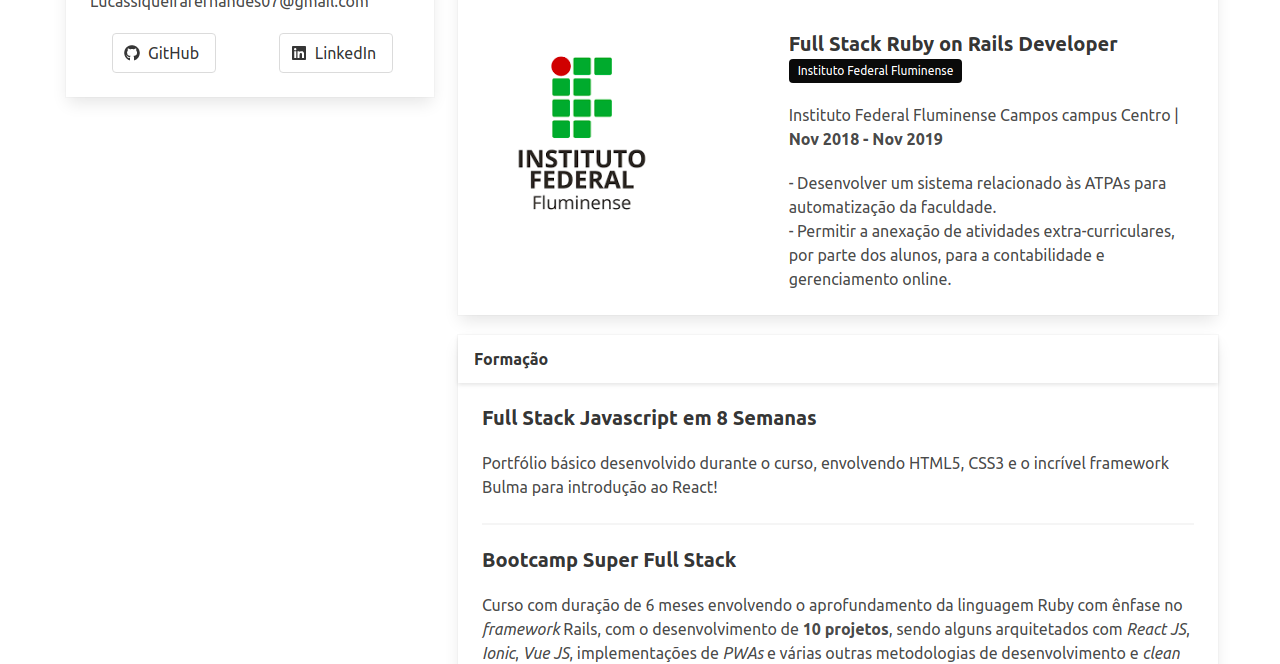 Lucassiqueirafernandes07@gmail.com
GitHub
LinkedIn
INSTITUTO
FEDERAL
Fluminense
Full Stack Ruby on Rails Developer
Instituto Federal Fluminense
Instituto Federal Fluminense Campos campus Centro |
Nov 2018 - Nov 2019
- Desenvolver um sistema relacionado às ATPAs para
automatização da faculdade.
- Permitir a anexação de atividades extra-curriculares,
por parte dos alunos, para a contabilidade e
gerenciamento online.
Formação
Full Stack Javascript em 8 Semanas
Portfólio básico desenvolvido durante o curso, envolvendo HTML5, CSS3 e o incrível framework
Bulma para introdução ao React!
Bootcamp Super Full Stack
Curso com duração de 6 meses envolvendo o aprofundamento da linguagem Ruby com ênfase no
framework Rails, com o desenvolvimento de 10 projetos, sendo alguns arquitetados com React JS,
Ionic, Vue JS, implementações de PWAs e várias outras metodologias de desenvolvimento e clean